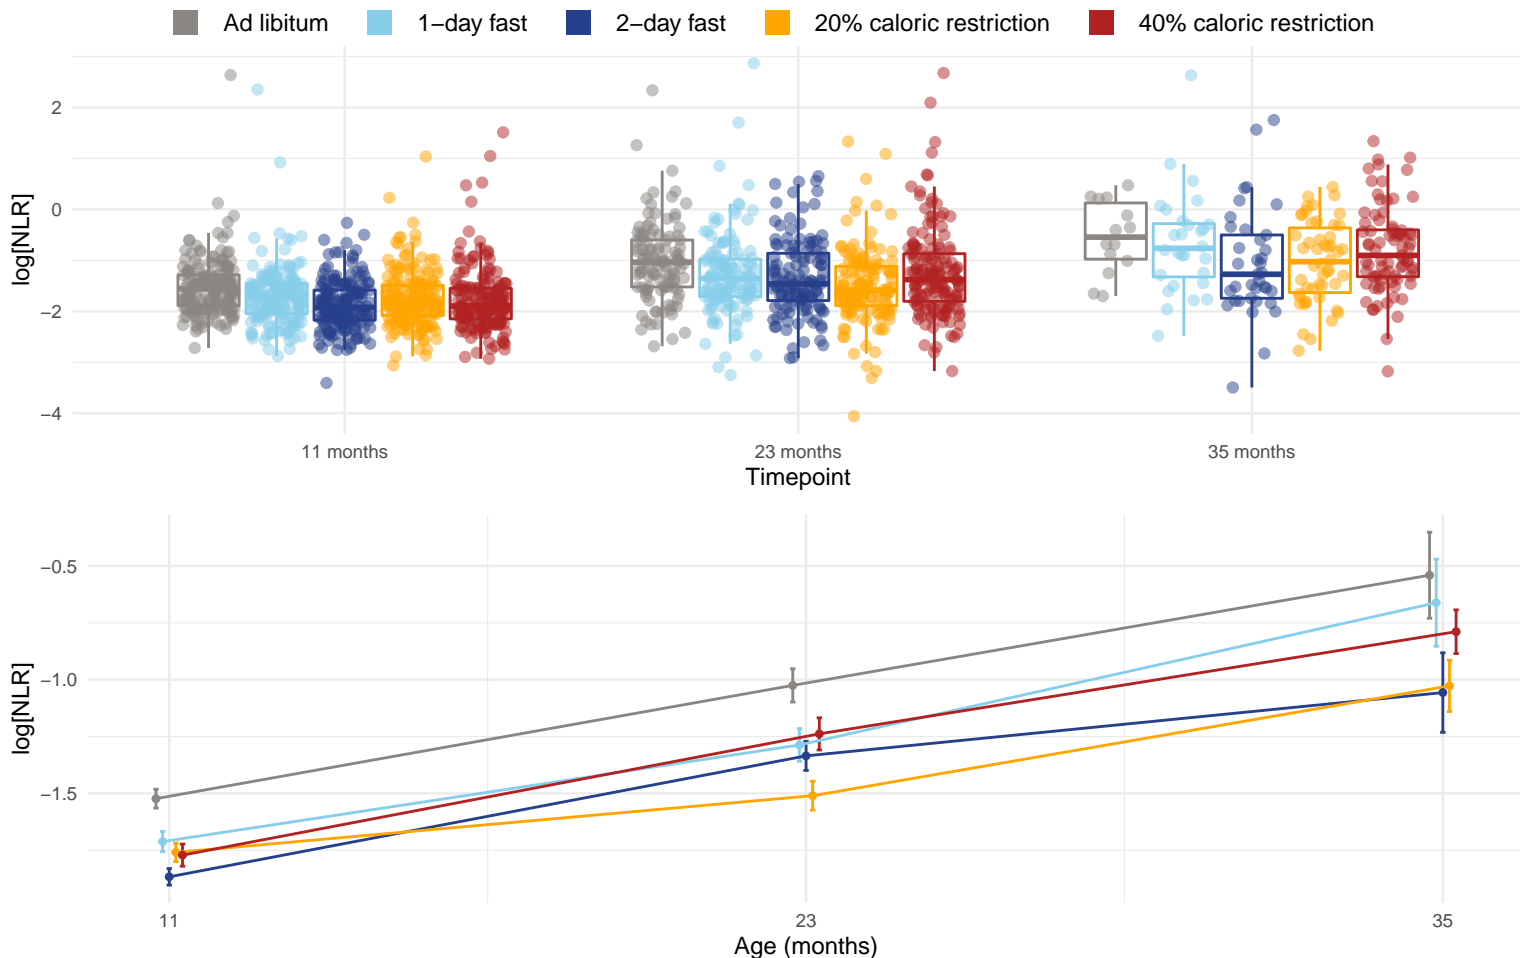 Ad libitum 1−day fast 2−day fast 20% caloric restriction 40% caloric restriction
2
0
−2
−4
log[NLR]
11 months 23 months 35 months
Timepoint
−0.5
−1.0
−1.5
log[NLR]
11 23 35
Age (months)